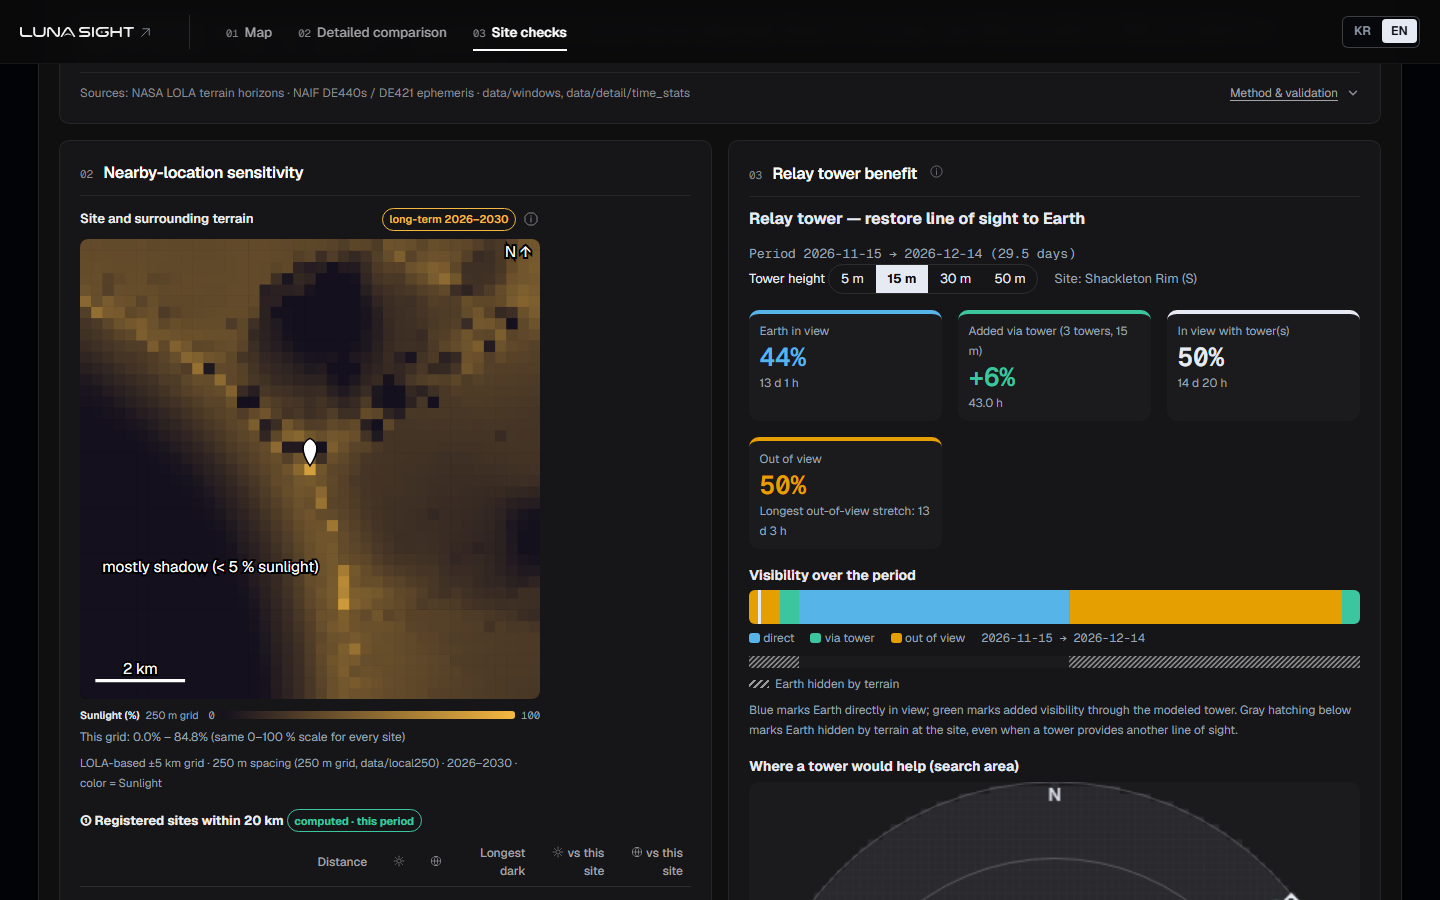 LUNA SIGHT
01 Map
02 Detailed comparison
03 Site checks
KR
EN
Sources: NASA LOLA terrain horizons · NAIF DE440s / DE421 ephemeris · data/windows, data/detail/time_stats
Method & validation
02 Nearby-location sensitivity
Site and surrounding terrain
long-term 2026–2030
N↑
mostly shadow (< 5 % sunlight)
2 km
Sunlight (%) 250 m grid 0
100
This grid: 0.0% – 84.8% (same 0–100 % scale for every site)
LOLA-based ±5 km grid · 250 m spacing (250 m grid, data/local250) · 2026–2030 ·
color = Sunlight
① Registered sites within 20 km computed · this period
Distance
Longest
dark
vs this
site
vs this
site
03 Relay tower benefit
Relay tower — restore line of sight to Earth
Period 2026-11-15 → 2026-12-14 (29.5 days)
Tower height 5 m 15 m 30 m 50 m Site: Shackleton Rim (S)
Earth in view
44%
13 d 1 h
Added via tower (3 towers, 15
m)
+6%
43.0 h
In view with tower(s)
50%
14 d 20 h
Out of view
50%
Longest out-of-view stretch: 13
d 3 h
Visibility over the period
direct via tower out of view 2026-11-15 → 2026-12-14
Earth hidden by terrain
Blue marks Earth directly in view; green marks added visibility through the modeled tower. Gray hatching below
marks Earth hidden by terrain at the site, even when a tower provides another line of sight.
Where a tower would help (search area)
N